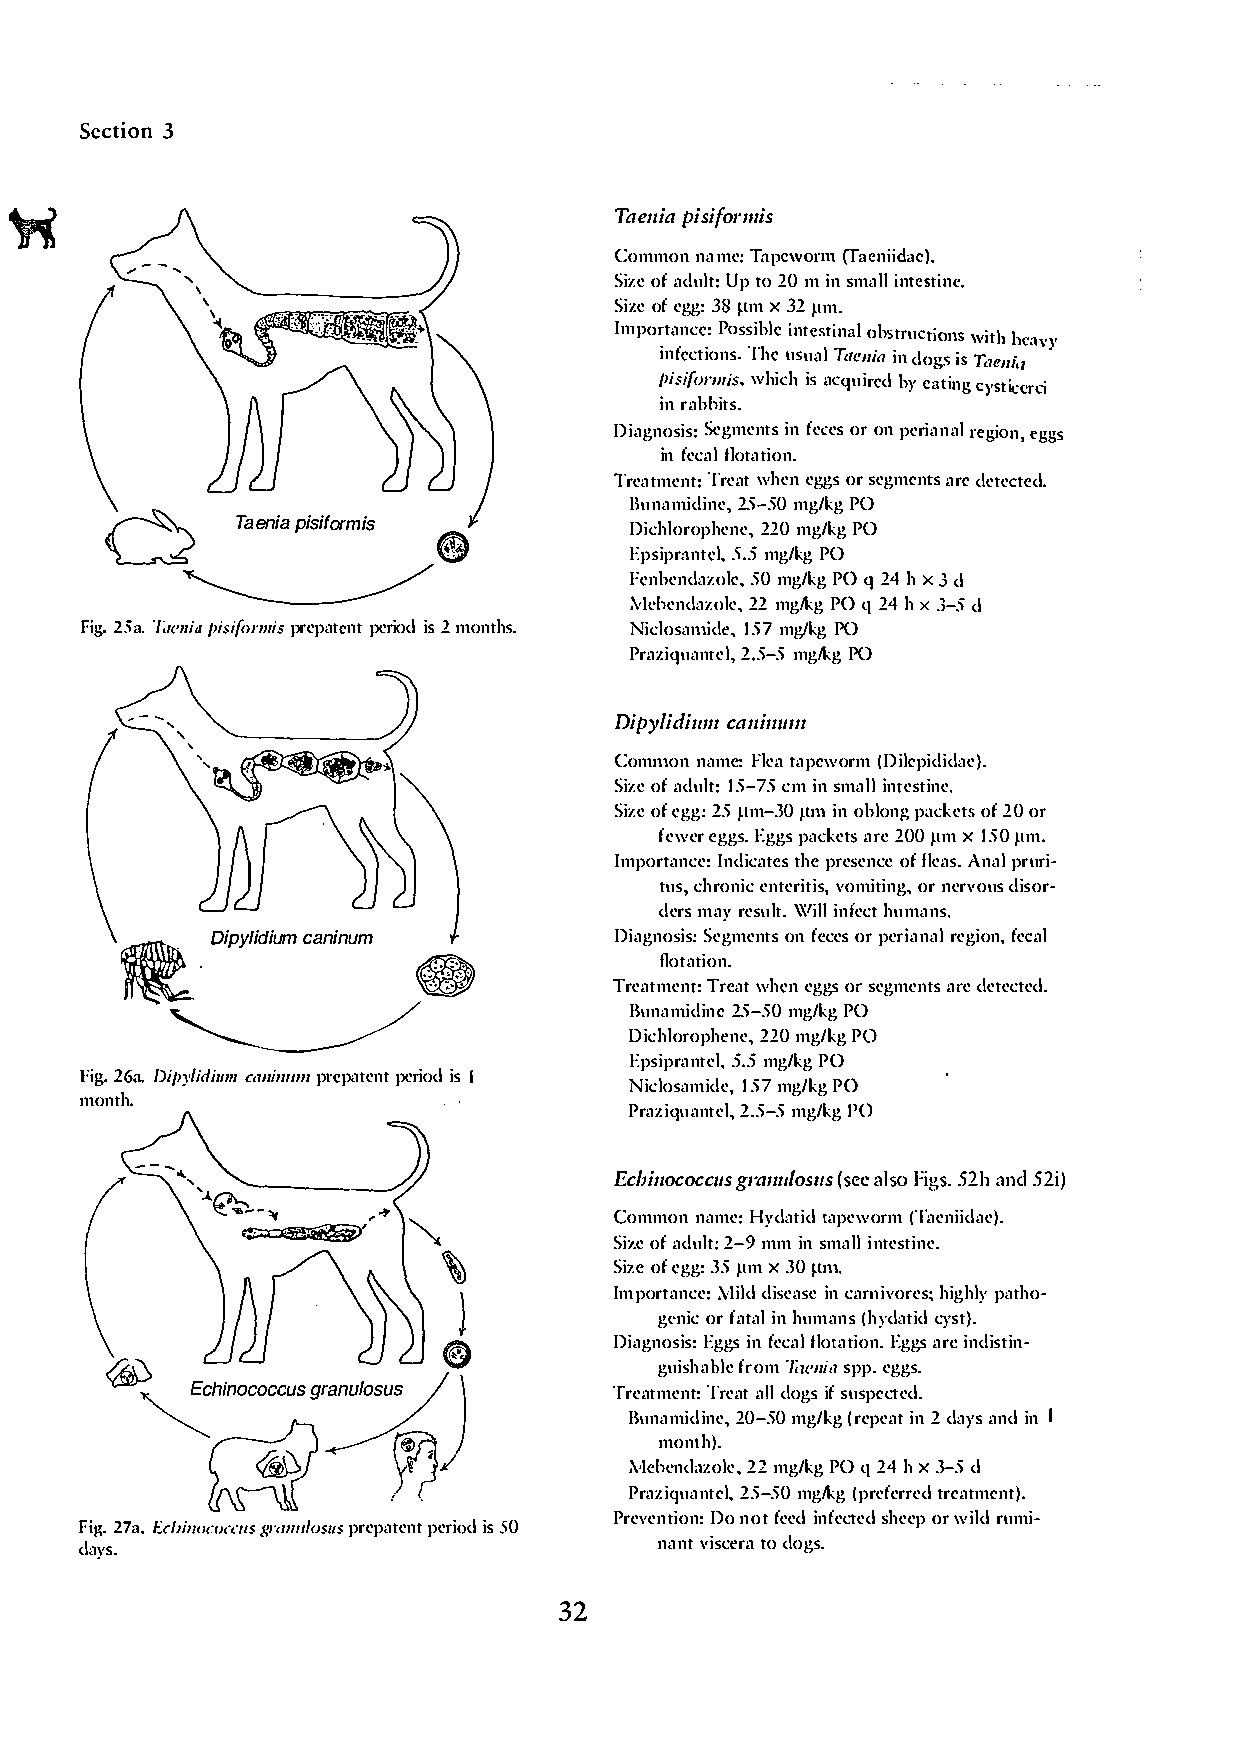 Section 3
Taenia pisiformis
Fig. 25a. Taenia pisiformis prepatent period is 2 months.
Dipylidium caninum
Fig. 26a. Dipylidium caninum prepatent period is 1
month.
Echinococcus granulosus
Fig. 27a. Echinococcus granulosus prepatent period is 50
days.
Taenia pisiformis
Common name: Tapeworm (Taeniidae).
Size of adult: Up to 20 m in small intestine.
Size of egg: 38 µm × 32 µm.
Importance: Possible intestinal obstructions with heavy
infections. The usual Taenia in dogs is Taenia
pisiformis, which is acquired by eating cysticerci
in rabbits.
Diagnosis: Segments in feces or on perianal region, eggs
in fecal flotation.
Treatment: Treat when eggs or segments are detected.
Bunamidine, 25–50 mg/kg PO
Dichlorophene, 220 mg/kg PO
Epsiprantel, 5.5 mg/kg PO
Fenbendazole, 50 mg/kg PO q 24 h × 3 d
Mebendazole, 22 mg/kg PO q 24 h × 3–5 d
Niclosamide, 157 mg/kg PO
Praziquantel, 2.5–5 mg/kg PO
Dipylidium caninum
Common name: Flea tapeworm (Dilepididae).
Size of adult: 15–75 cm in small intestine.
Size of egg: 25 µm–30 µm in oblong packets of 20 or
fewer eggs. Eggs packets are 200 µm × 150 µm.
Importance: Indicates the presence of fleas. Anal pruri-
tus, chronic enteritis, vomiting, or nervous disor-
ders may result. Will infect humans.
Diagnosis: Segments on feces or perianal region, fecal
flotation.
Treatment: Treat when eggs or segments are detected.
Bunamidine 25–50 mg/kg PO
Dichlorophene, 220 mg/kg PO
Epsiprantel, 5.5 mg/kg PO
Niclosamide, 157 mg/kg PO
Praziquantel, 2.5–5 mg/kg PO
Echinococcus granulosus (see also Figs. 52h and 52i)
Common name: Hydatid tapeworm (Taeniidae).
Size of adult: 2–9 mm in small intestine.
Size of egg: 35 µm × 30 µm.
Importance: Mild disease in carnivores; highly patho-
genic or fatal in humans (hydatid cyst).
Diagnosis: Eggs in fecal flotation. Eggs are indistin-
guishable from Taenia spp. eggs.
Treatment: Treat all dogs if suspected.
Bunamidine, 20–50 mg/kg (repeat in 2 days and in 1
month).
Mebendazole, 22 mg/kg PO q 24 h × 3–5 d
Praziquantel, 25–50 mg/kg (preferred treatment).
Prevention: Do not feed infected sheep or wild rumi-
nant viscera to dogs.
32